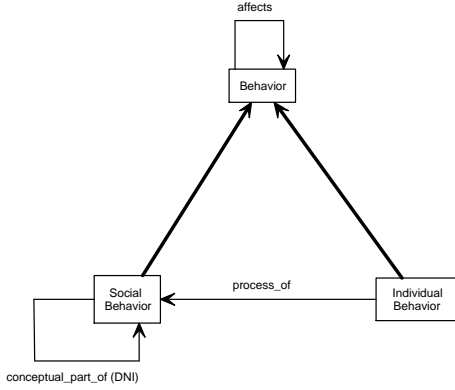 affects
Behavior
process_of
Social
Behavior
Individual
Behavior
conceptual_part_of (DNI)